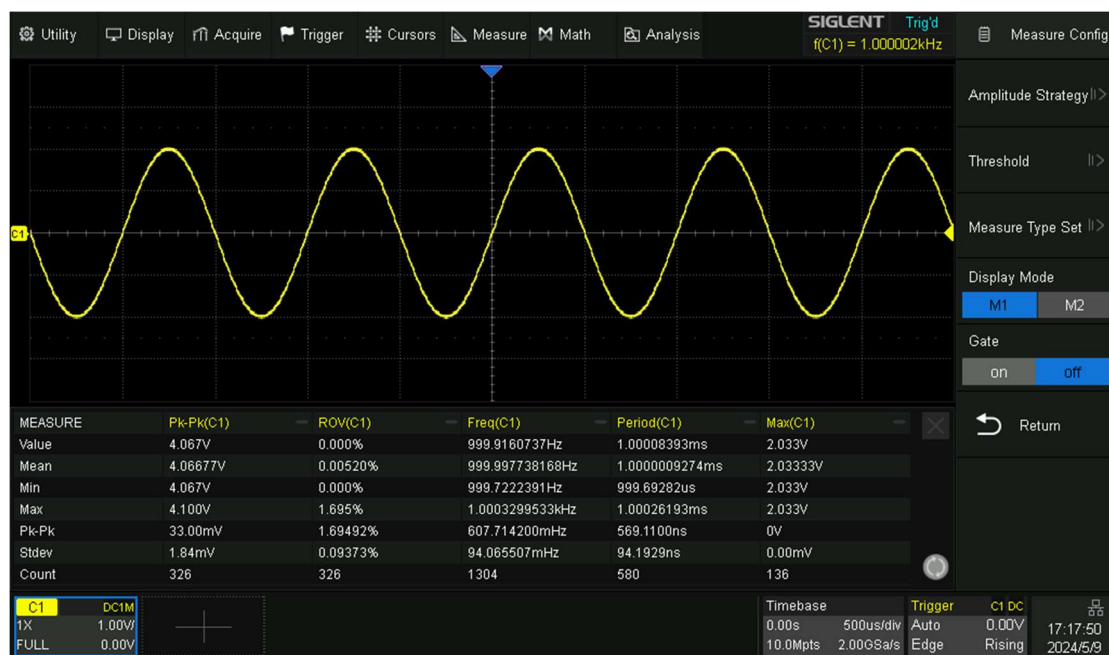 Utility Display Acquire Trigger Cursors Measure Math Analysis SIGLENT Trig'd
f(C1) = 1.000002kHz
Measure Config
Amplitude Strategy
Threshold
Measure Type Set
Display Mode
M1 M2
Gate
on off
Return
C1
MEASURE Pk-Pk(C1) ROV(C1) Freq(C1) Period(C1) Max(C1)
Value 4.067V 0.000% 999.9160737Hz 1.00008393ms 2.033V
Mean 4.06677V 0.00520% 999.997738168Hz 1.0000009274ms 2.03333V
Min 4.067V 0.000% 999.7222391Hz 999.69282us 2.033V
Max 4.100V 1.695% 1.0003299533kHz 1.00026193ms 2.033V
Pk-Pk 33.00mV 1.69492% 607.714200mHz 569.1100ns 0V
Stdev 1.84mV 0.09373% 94.065507mHz 94.1929ns 0.00mV
Count 326 326 1304 580 136
C1 DC1M
1X 1.00V/
FULL 0.00V
Timebase
0.00s 500us/div
10.0Mpts 2.00GSa/s
Trigger C1 DC
Auto 0.00V
Edge Rising
17:17:50
2024/5/9